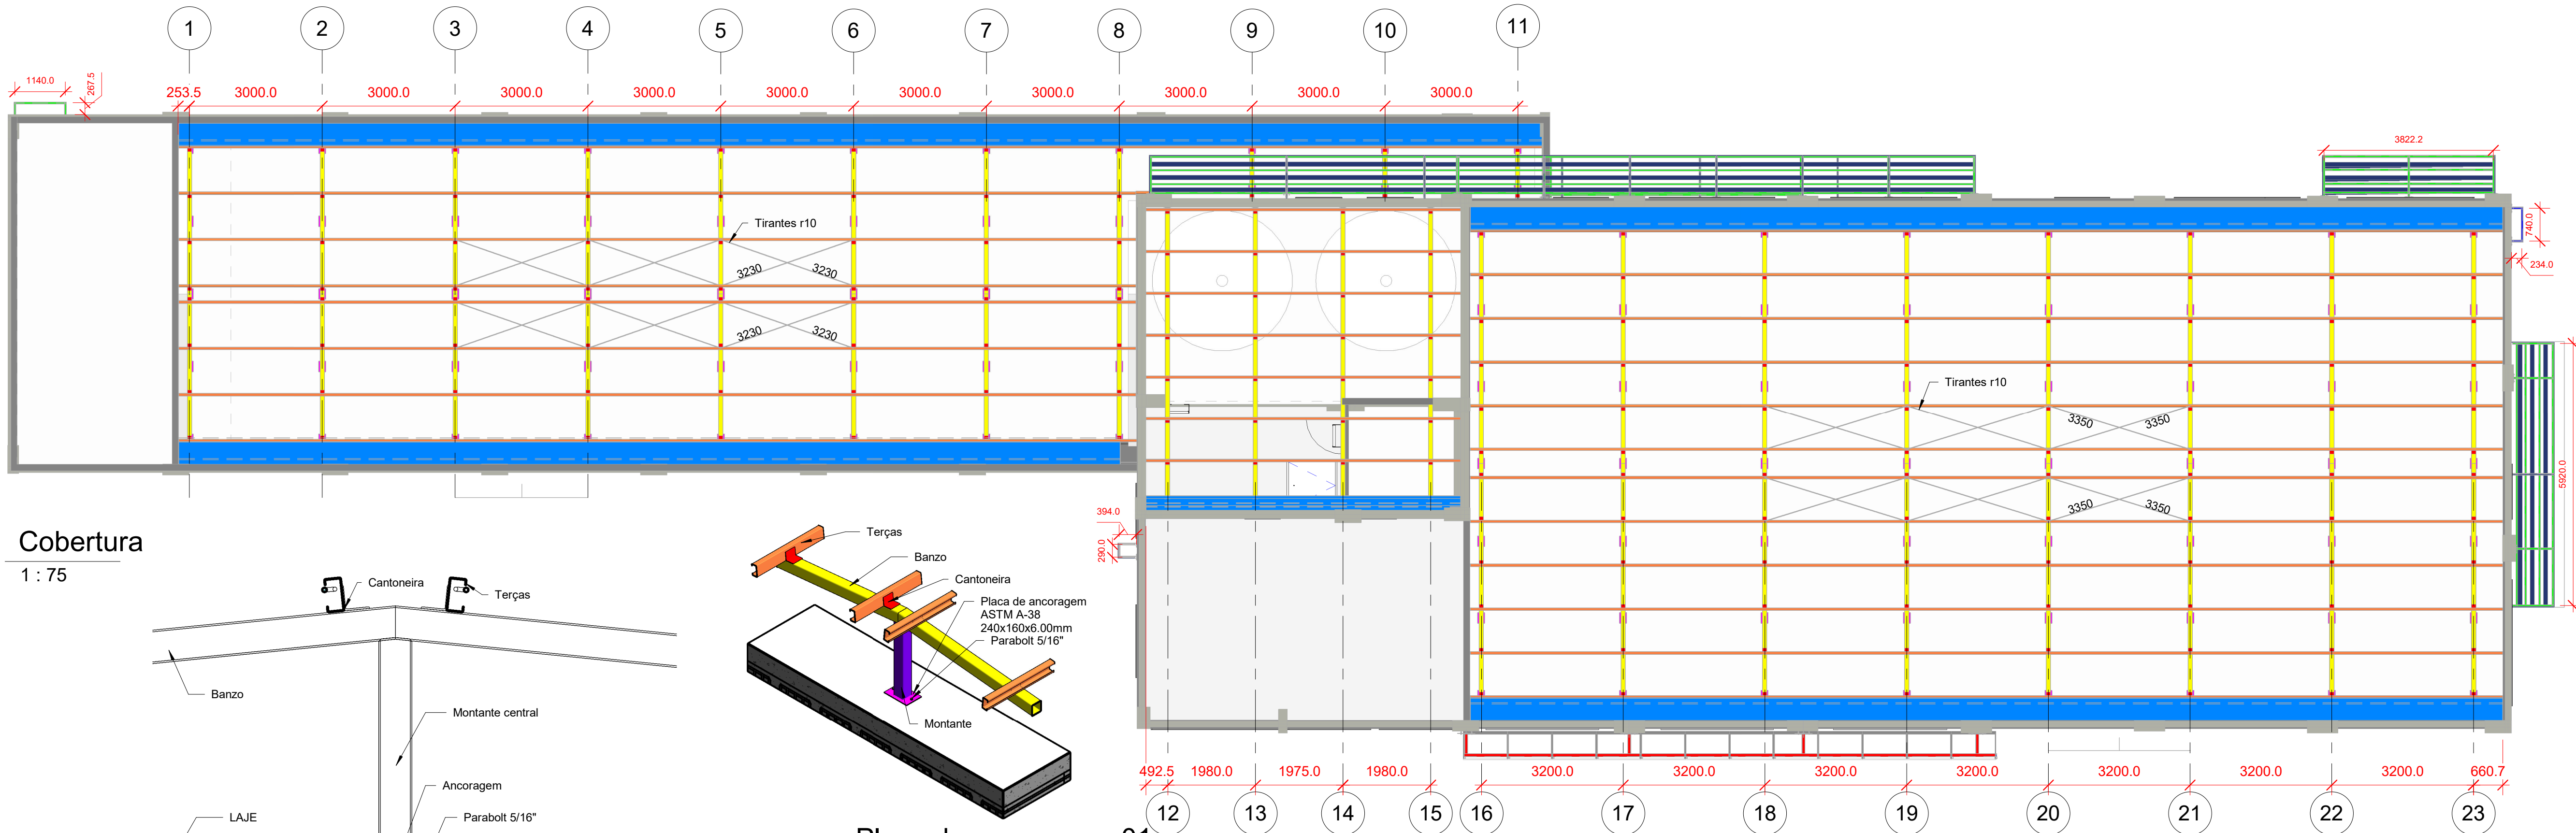 1 2 3 4 5 6 7 8 9 10 11
1140.0
267.5
253.5 3000.0 3000.0 3000.0 3000.0 3000.0 3000.0 3000.0 3000.0 3000.0 3000.0
3822.2
740.0
234.0
Tirantes r10
3230 3230
3230 3230
Tirantes r10
3350 3350
3350 3350
5920.0
394.0
290.0
Cobertura
1 : 75
Cantoneira
Terças
Banzo
Montante central
Ancoragem
LAJE
Parabolt 5/16"
Terças
Banzo
Cantoneira
Placa de ancoragem
ASTM A-38
240x160x6.00mm
Parabolt 5/16"
Montante
492.5 1980.0 1975.0 1980.0
3200.0 3200.0 3200.0 3200.0 3200.0 3200.0 3200.0 660.7
12 13 14 15 16 17 18 19 20 21 22 23